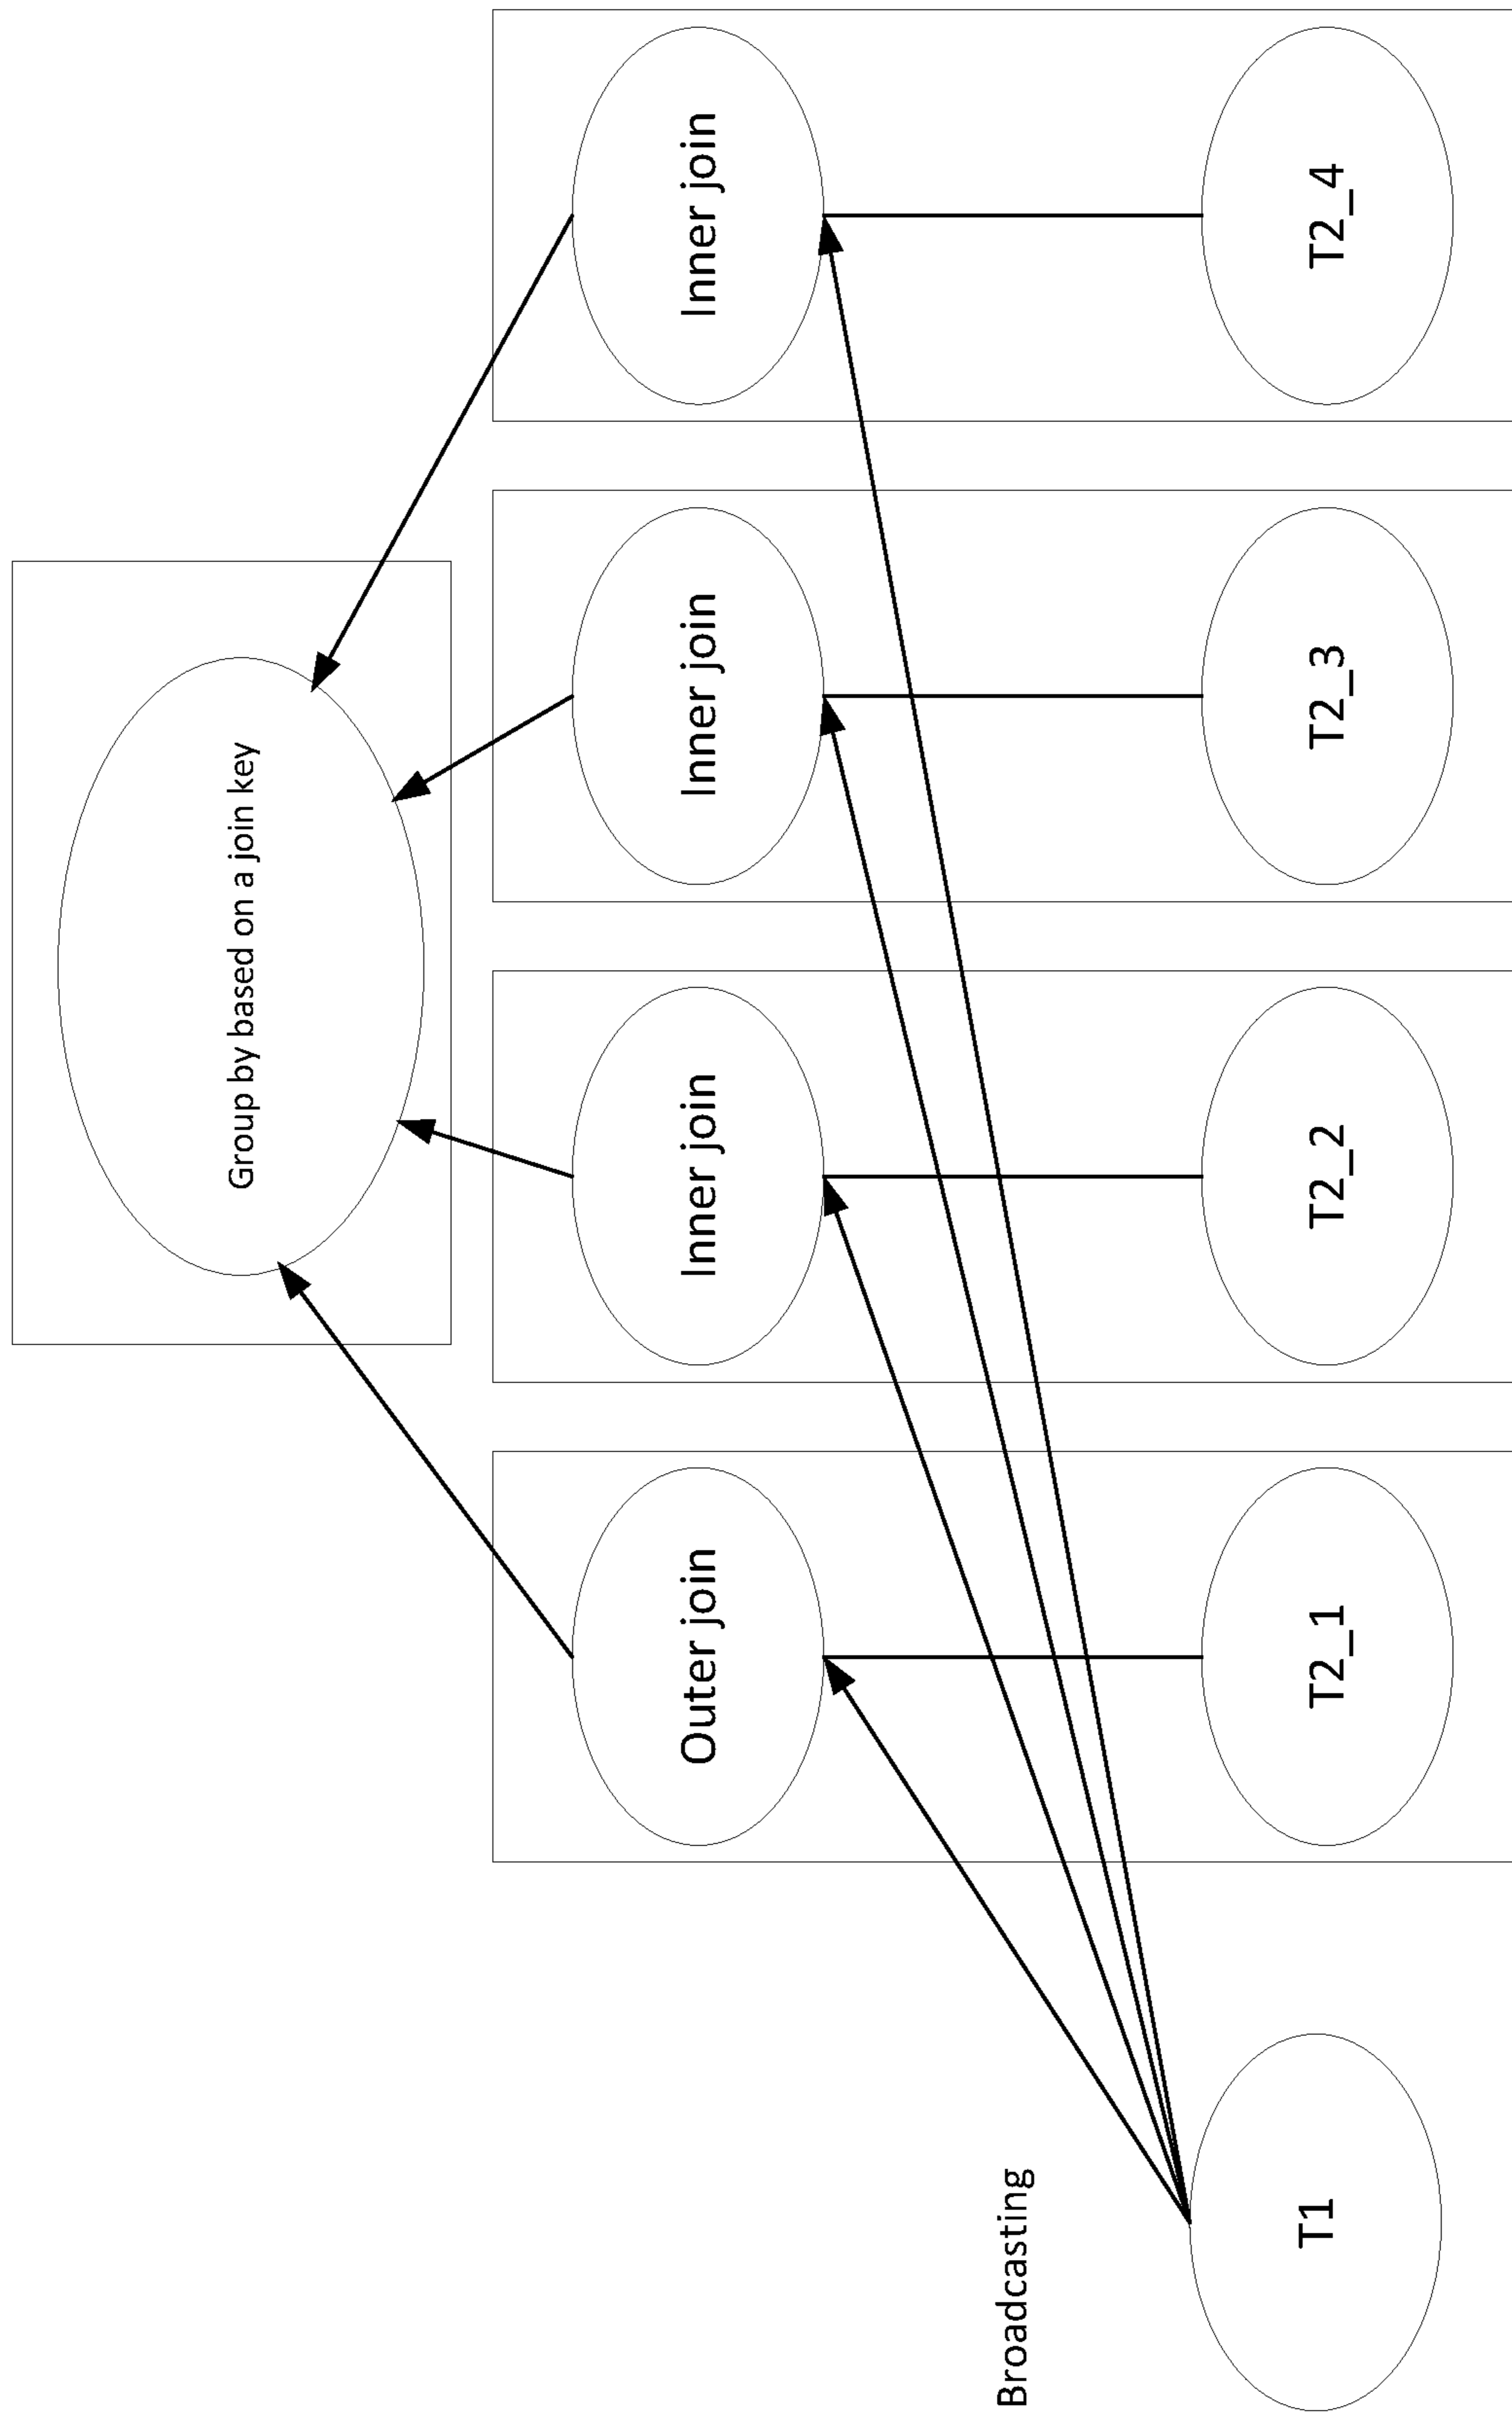 Group by based on a join key
Outer join
Inner join
Inner join
Inner join
Broadcasting
T1
T2_1
T2_2
T2_3
T2_4